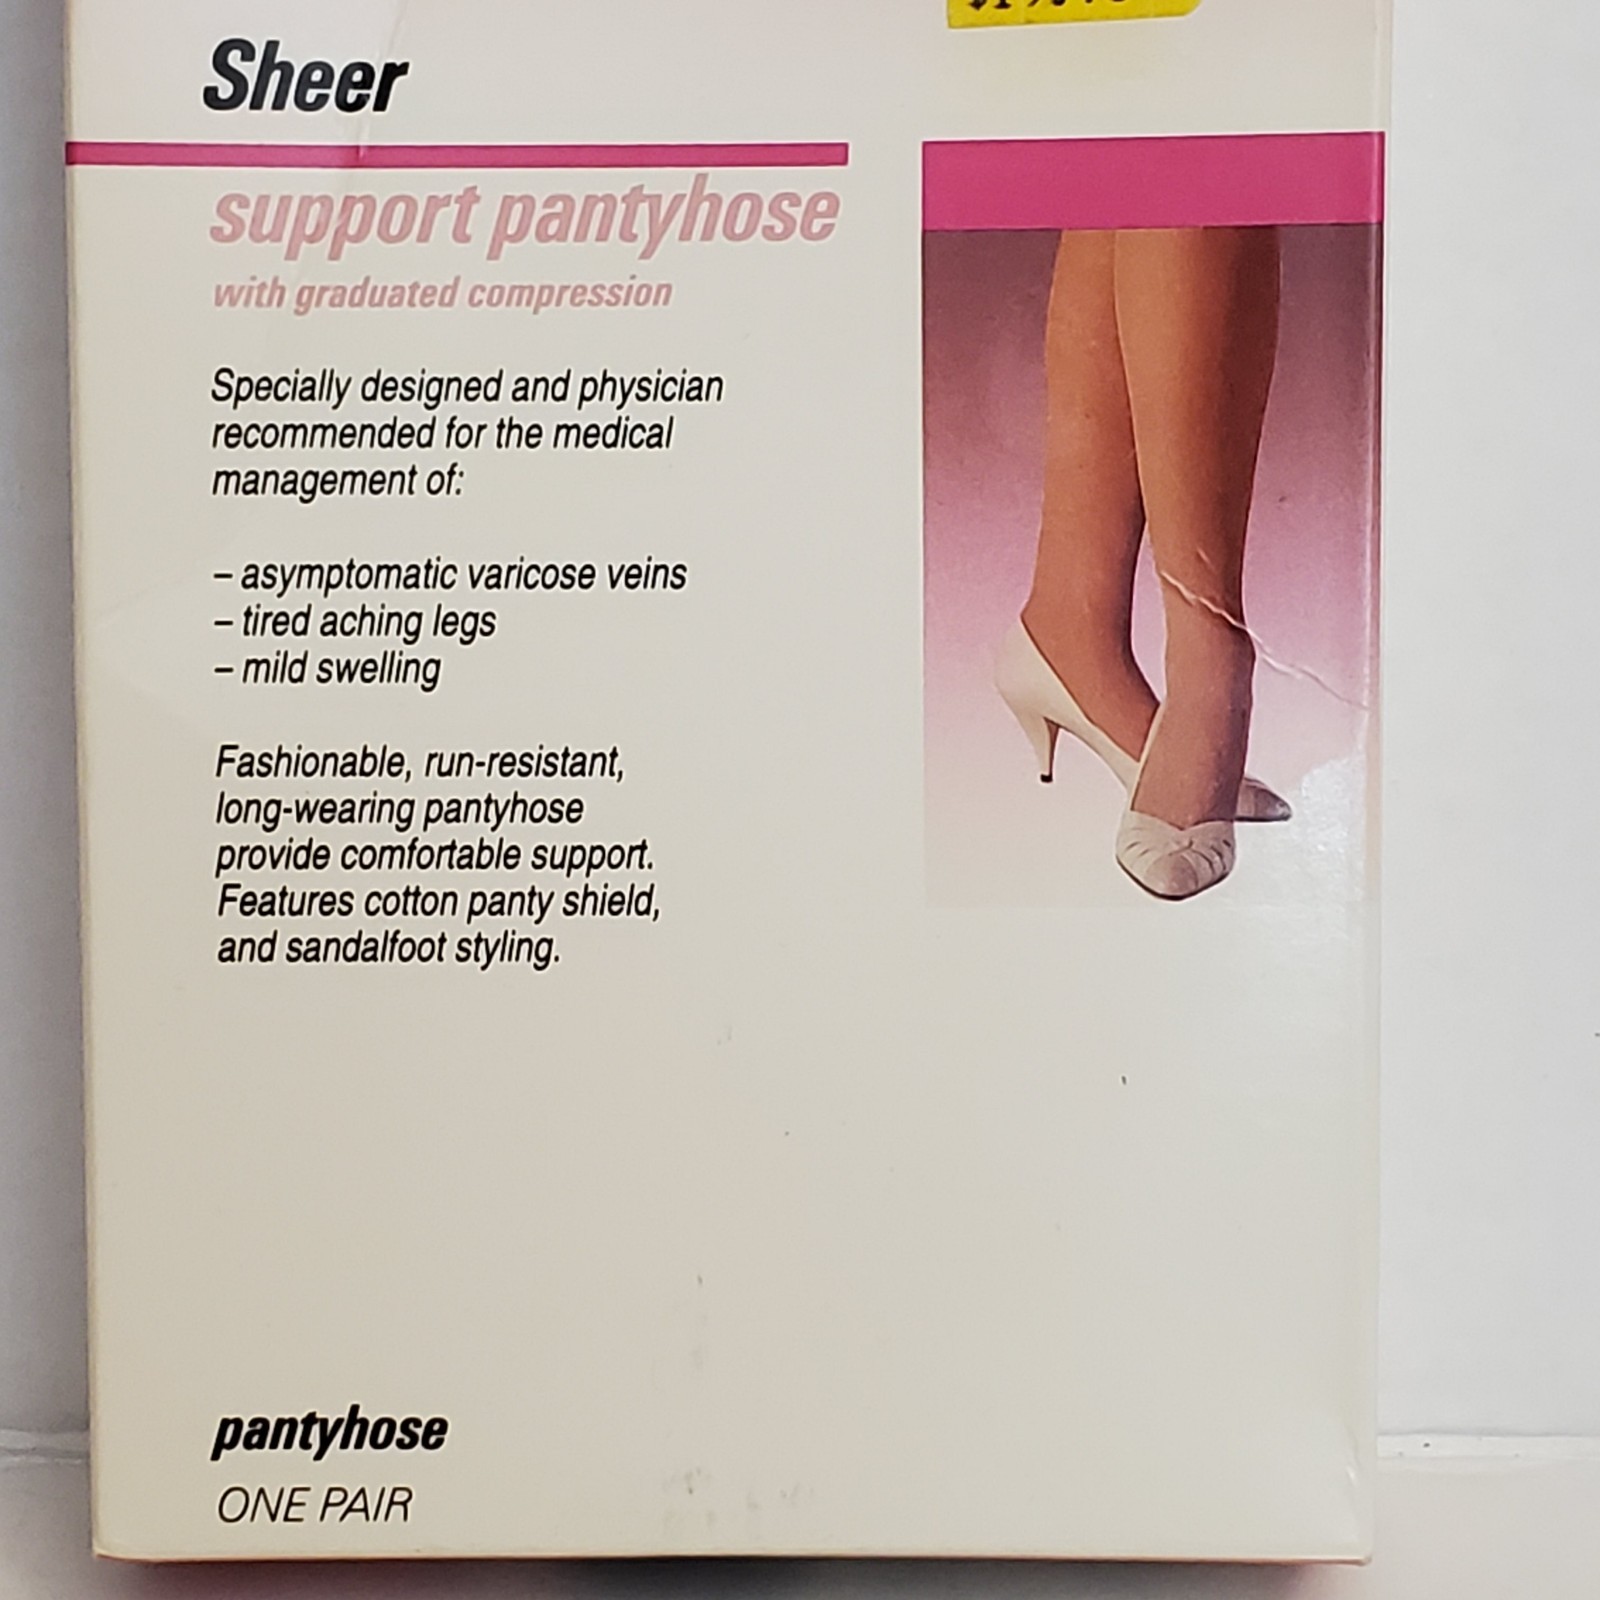 Sheer
support pantyhose
with graduated compression
Specially designed and physician
recommended for the medical
management of:
– asymptomatic varicose veins
– tired aching legs
– mild swelling
Fashionable, run-resistant,
long-wearing pantyhose
provide comfortable support.
Features cotton panty shield,
and sandalfoot styling.
pantyhose
ONE PAIR